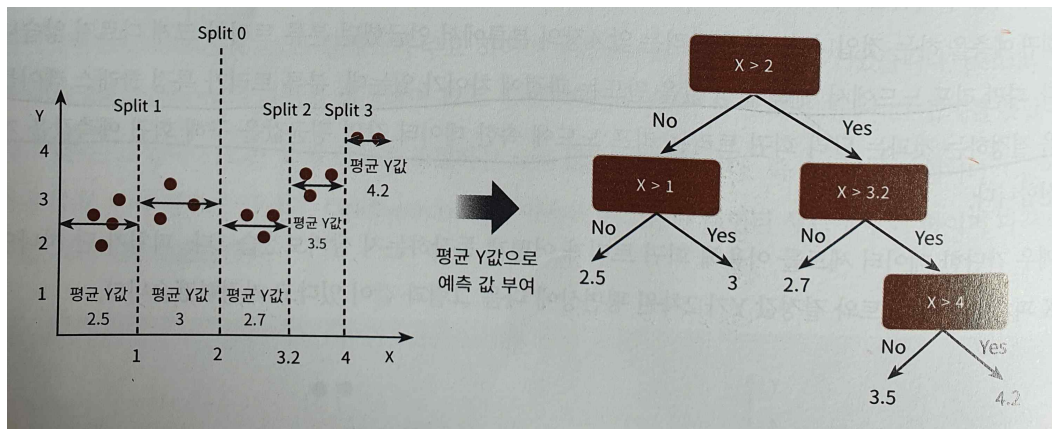 Split 0
Split 1
Split 2 Split 3
Y
4
3
2
1
평균 Y값
4.2
평균 Y값
3.5
평균 Y값 평균 Y값 평균 Y값
2.5 3 2.7
1 2 3.2 4 X
평균 Y값으로
예측 값 부여
X > 2
No Yes
X > 1 X > 3.2
No Yes No Yes
2.5 3 2.7
X > 4
No Yes
3.5 4.2